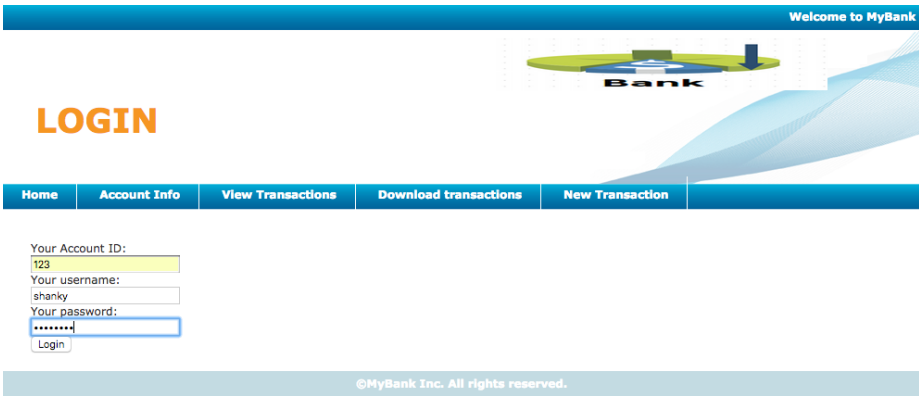 Welcome to MyBank
Bank
LOGIN
Home Account Info View Transactions Download transactions New Transaction
Your Account ID:
123
Your username:
shanky
Your password:
••••••••
Login
©MyBank Inc. All rights reserved.